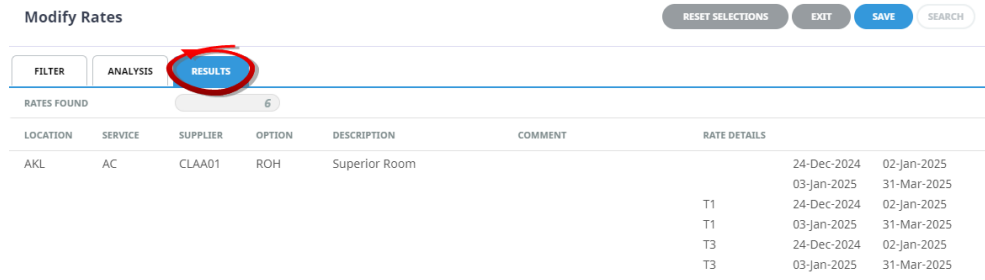 Modify Rates RESET SELECTIONS EXIT SAVE SEARCH
FILTER ANALYSIS RESULTS
RATES FOUND 6
LOCATION SERVICE SUPPLIER OPTION DESCRIPTION COMMENT RATE DETAILS
AKL AC CLAA01 ROH Superior Room 24-Dec-2024 02-Jan-2025
03-Jan-2025 31-Mar-2025
T1 24-Dec-2024 02-Jan-2025
T1 03-Jan-2025 31-Mar-2025
T3 24-Dec-2024 02-Jan-2025
T3 03-Jan-2025 31-Mar-2025